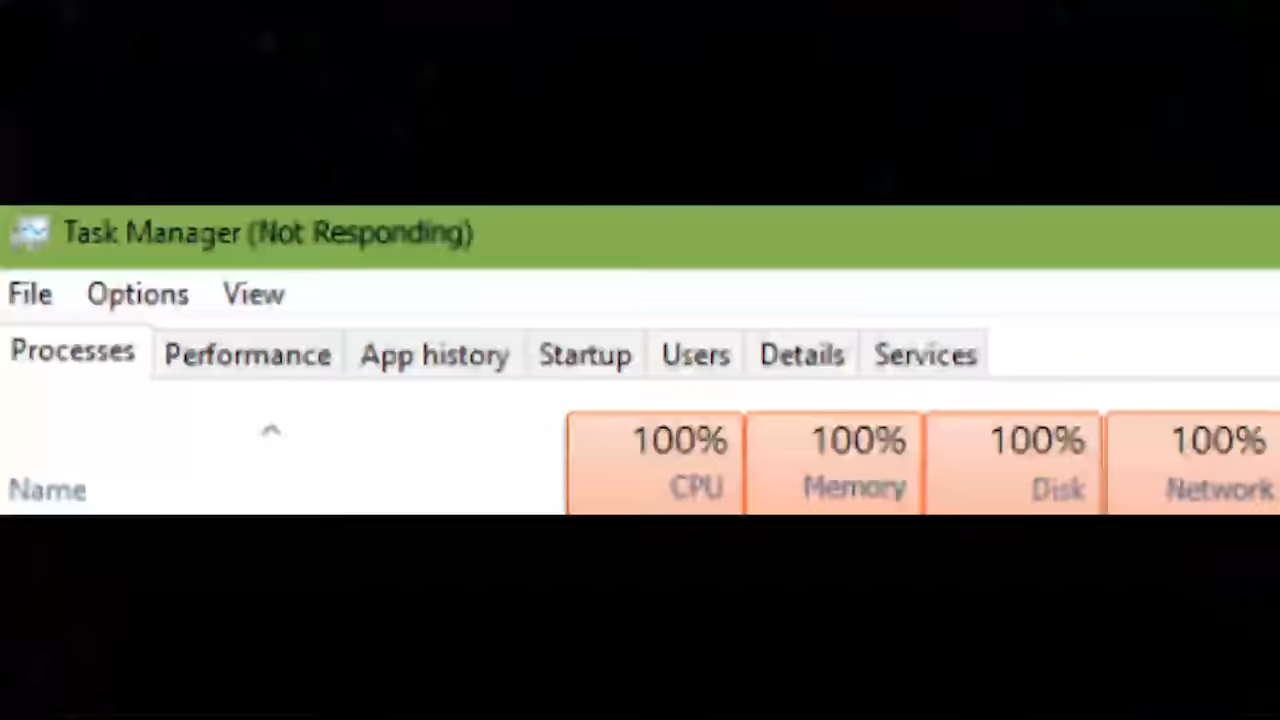 Task Manager (Not Responding)
File Options View
Processes Performance App history Startup Users Details Services
100% 100% 100% 100%
Name CPU Memory Disk Network